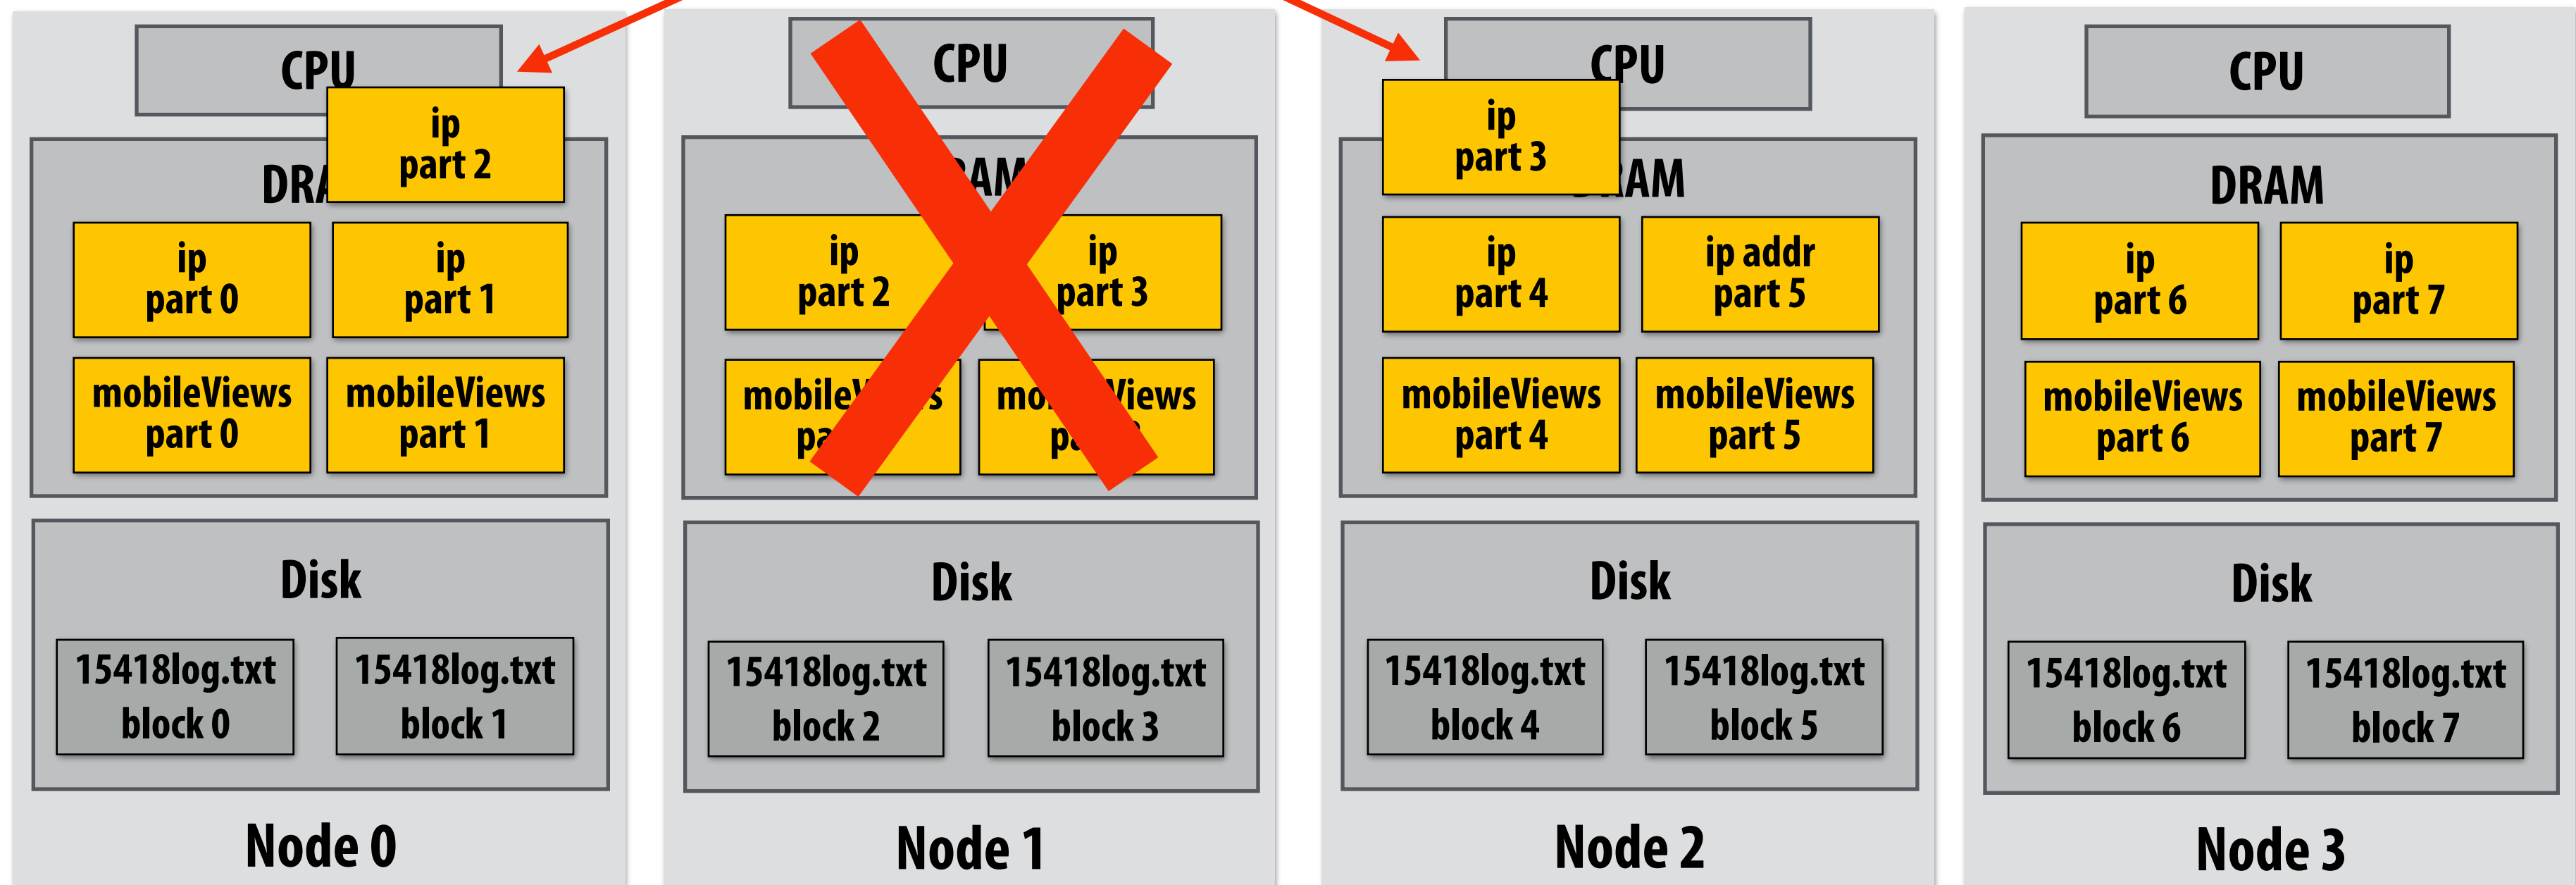 CPU
ip
part 2
DRA
ip
part 0
ip
part 1
mobileViews
part 0
mobileViews
part 1
Disk
15418log.txt
block 0
15418log.txt
block 1
Node 0
CPU
ip
part 2
ip
part 3
Disk
15418log.txt
block 2
15418log.txt
block 3
Node 1
CPU
ip
part 3
DRAM
ip
part 4
ip addr
part 5
mobileViews
part 4
mobileViews
part 5
Disk
15418log.txt
block 4
15418log.txt
block 5
Node 2
CPU
DRAM
ip
part 6
ip
part 7
mobileViews
part 6
mobileViews
part 7
Disk
15418log.txt
block 6
15418log.txt
block 7
Node 3